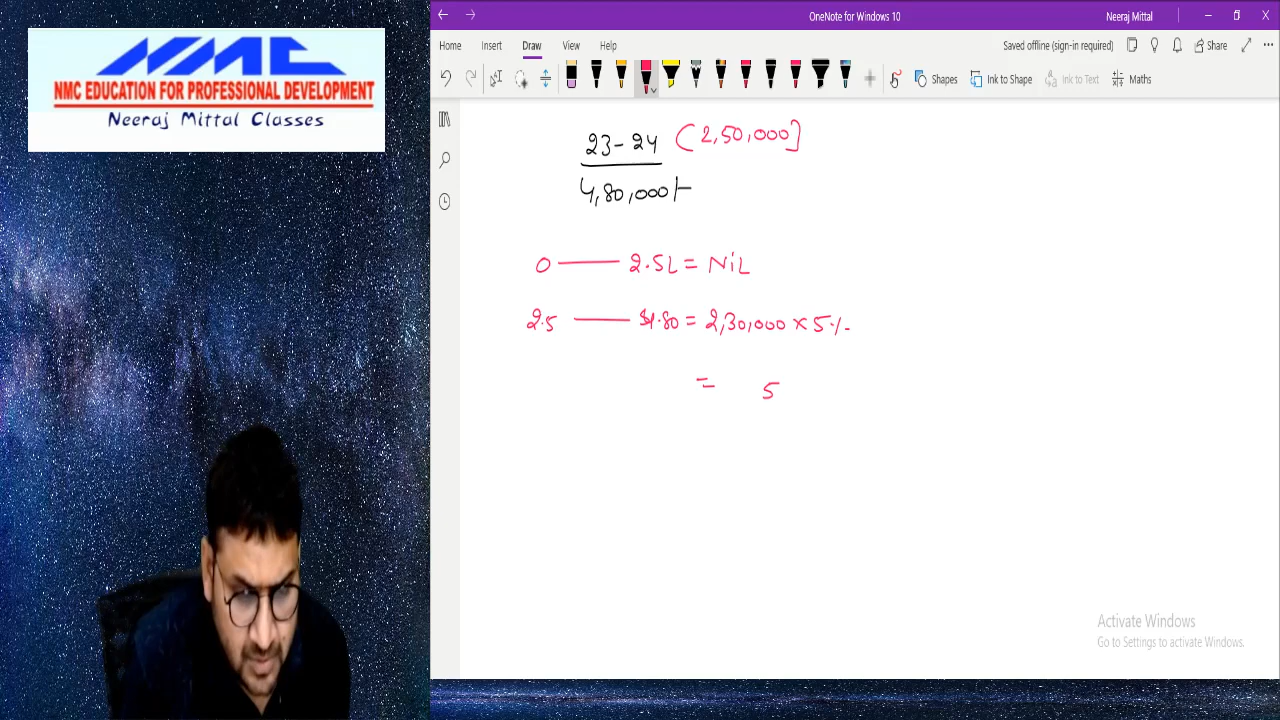 NMC
NMC EDUCATION FOR PROFESSIONAL DEVELOPMENT
Neeraj Mittal Classes
OneNote for Windows 10
Neeraj Mittal
Home Insert Draw View Help
Saved offline (sign-in required)
Share
Shapes
Ink to Shape
Ink to Text
Maths
23-24 (2,50,000]
4,80,000/-
0 — 2.5L = NiL
2.5 — 4.80 = 2,30,000 × 5%
= 5
Activate Windows
Go to Settings to activate Windows.